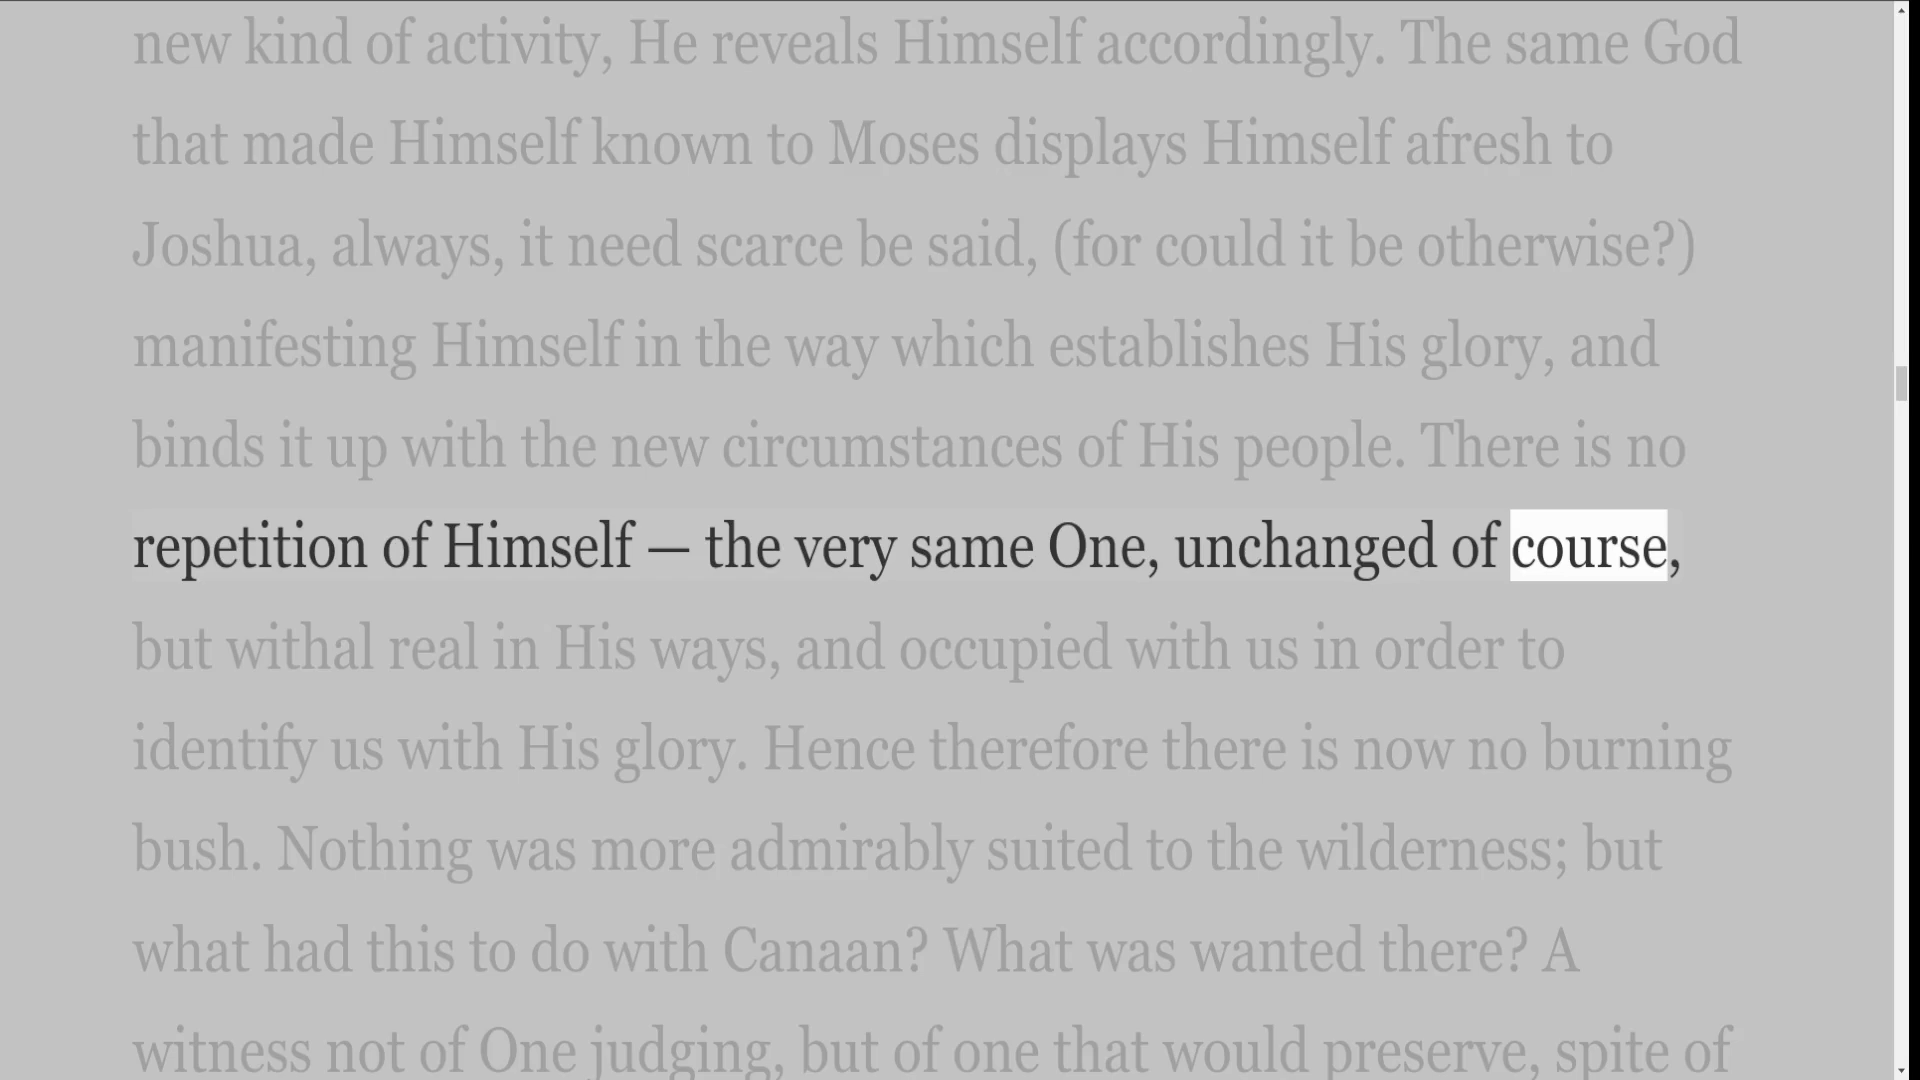 new kind of activity, He reveals Himself accordingly. The same God
that made Himself known to Moses displays Himself afresh to
Joshua, always, it need scarce be said, (for could it be otherwise?)
manifesting Himself in the way which establishes His glory, and
binds it up with the new circumstances of His people. There is no
repetition of Himself — the very same One, unchanged of course,
but withal real in His ways, and occupied with us in order to
identify us with His glory. Hence therefore there is now no burning
bush. Nothing was more admirably suited to the wilderness; but
what had this to do with Canaan? What was wanted there? A
witness not of One judging, but of one that would preserve, spite of